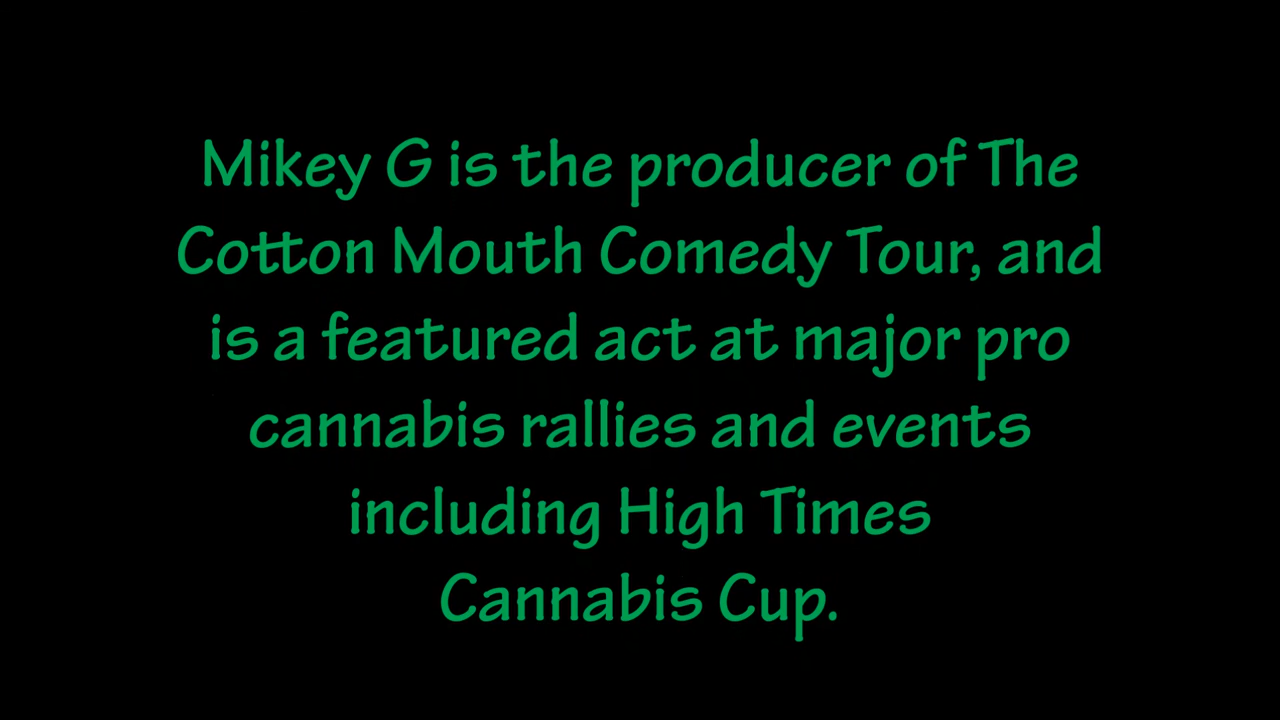 Mikey G is the producer of The
Cotton Mouth Comedy Tour, and
is a featured act at major pro
cannabis rallies and events
including High Times
Cannabis Cup.